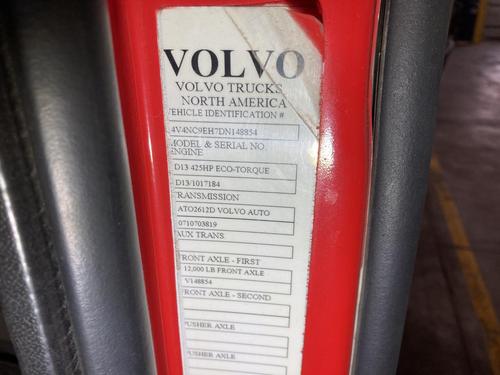 VOLVO
VOLVO TRUCKS
NORTH AMERICA
VEHICLE IDENTIFICATION #
4V4NC9EH7DN148854
MODEL & SERIAL NO.
ENGINE
D13 425HP ECO-TORQUE
D13/1017184
TRANSMISSION
ATO2612D VOLVO AUTO
0710703819
AUX TRANS.
FRONT AXLE - FIRST
12,000 LB FRONT AXLE
V148854
FRONT AXLE - SECOND
PUSHER AXLE
PUSHER AXLE